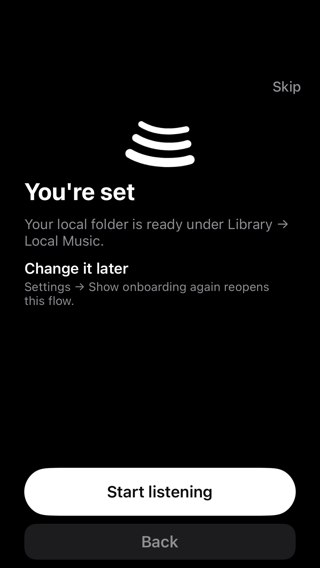 Skip
You're set
Your local folder is ready under Library →
Local Music.
Change it later
Settings → Show onboarding again reopens
this flow.
Start listening
Back